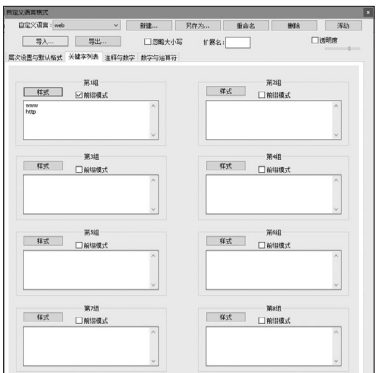 自定义语言格式
自定义语言: web 新建... 另存为... 重命名 删除 浮动
导入... 导出... 忽略大小写 扩展名: 透明度
层次设置与默认格式 关键字列表 注释与数字 数字与运算符
第1组 第2组
样式 前缀模式 样式 前缀模式
www
http
第3组 第4组
样式 前缀模式 样式 前缀模式
第5组 第6组
样式 前缀模式 样式 前缀模式
第7组 第8组
样式 前缀模式 样式 前缀模式